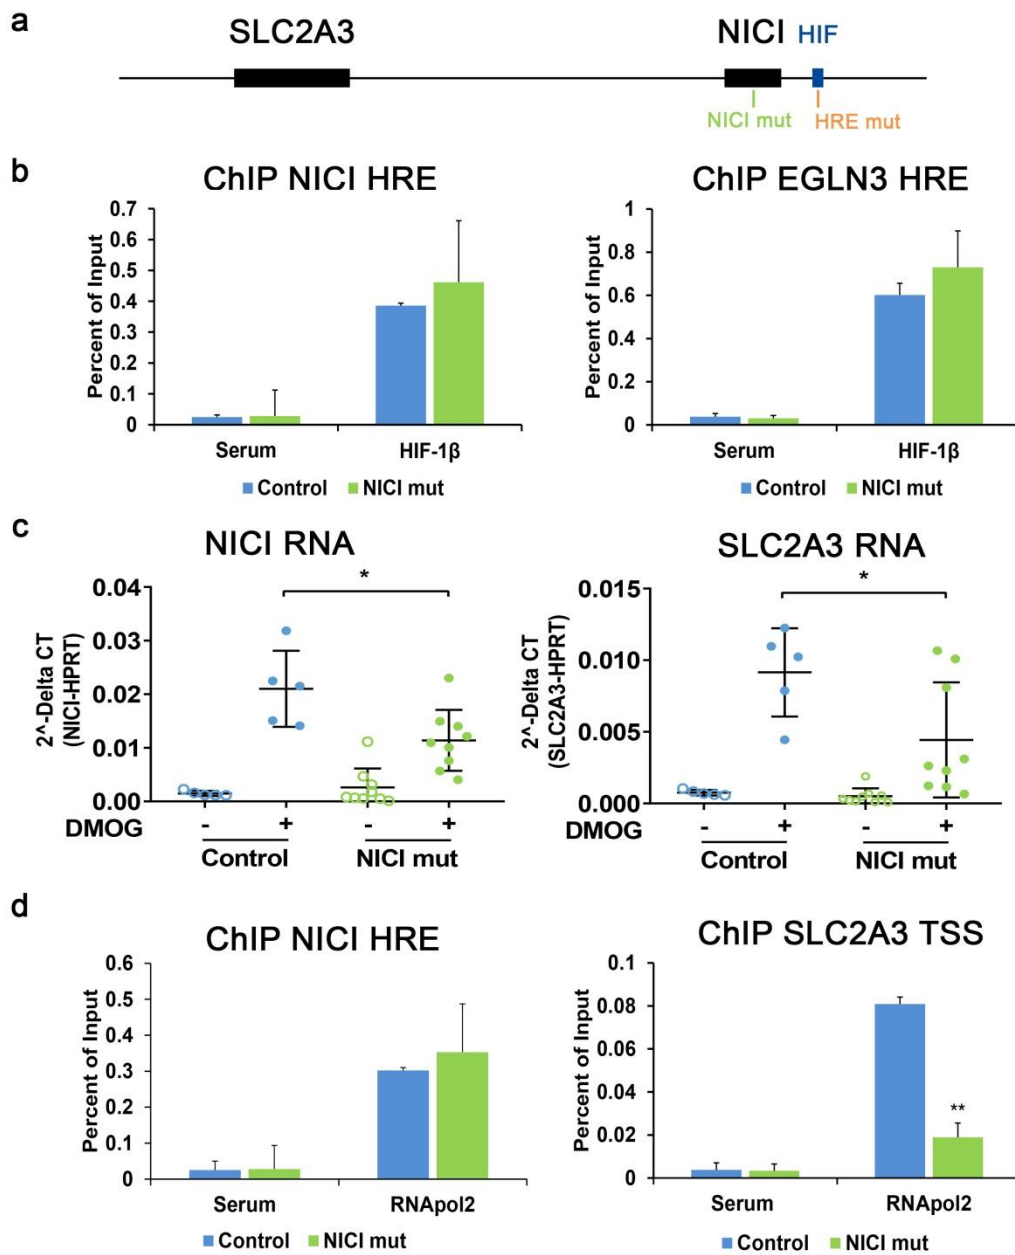 a
SLC2A3
NICI HIF
NICI mut
HRE mut
b
ChIP NICI HRE
Percent of Input
0.7
0.6
0.5
0.4
0.3
0.2
0.1
0
Serum
HIF-1β
Control
NICI mut
ChIP EGLN3 HRE
Percent of Input
1
0.8
0.6
0.4
0.2
0
Serum
HIF-1β
Control
NICI mut
c
NICI RNA
2^-Delta CT
(NICI-HPRT)
0.04
0.03
0.02
0.01
0.00
*
DMOG - + - +
Control
NICI mut
SLC2A3 RNA
2^-Delta CT
(SLC2A3-HPRT)
0.015
0.010
0.005
0.000
*
DMOG - + - +
Control
NICI mut
d
ChIP NICI HRE
Percent of Input
0.6
0.5
0.4
0.3
0.2
0.1
0
Serum
RNApol2
Control
NICI mut
ChIP SLC2A3 TSS
Percent of Input
0.1
0.08
0.06
0.04
0.02
0
**
Serum
RNApol2
Control
NICI mut